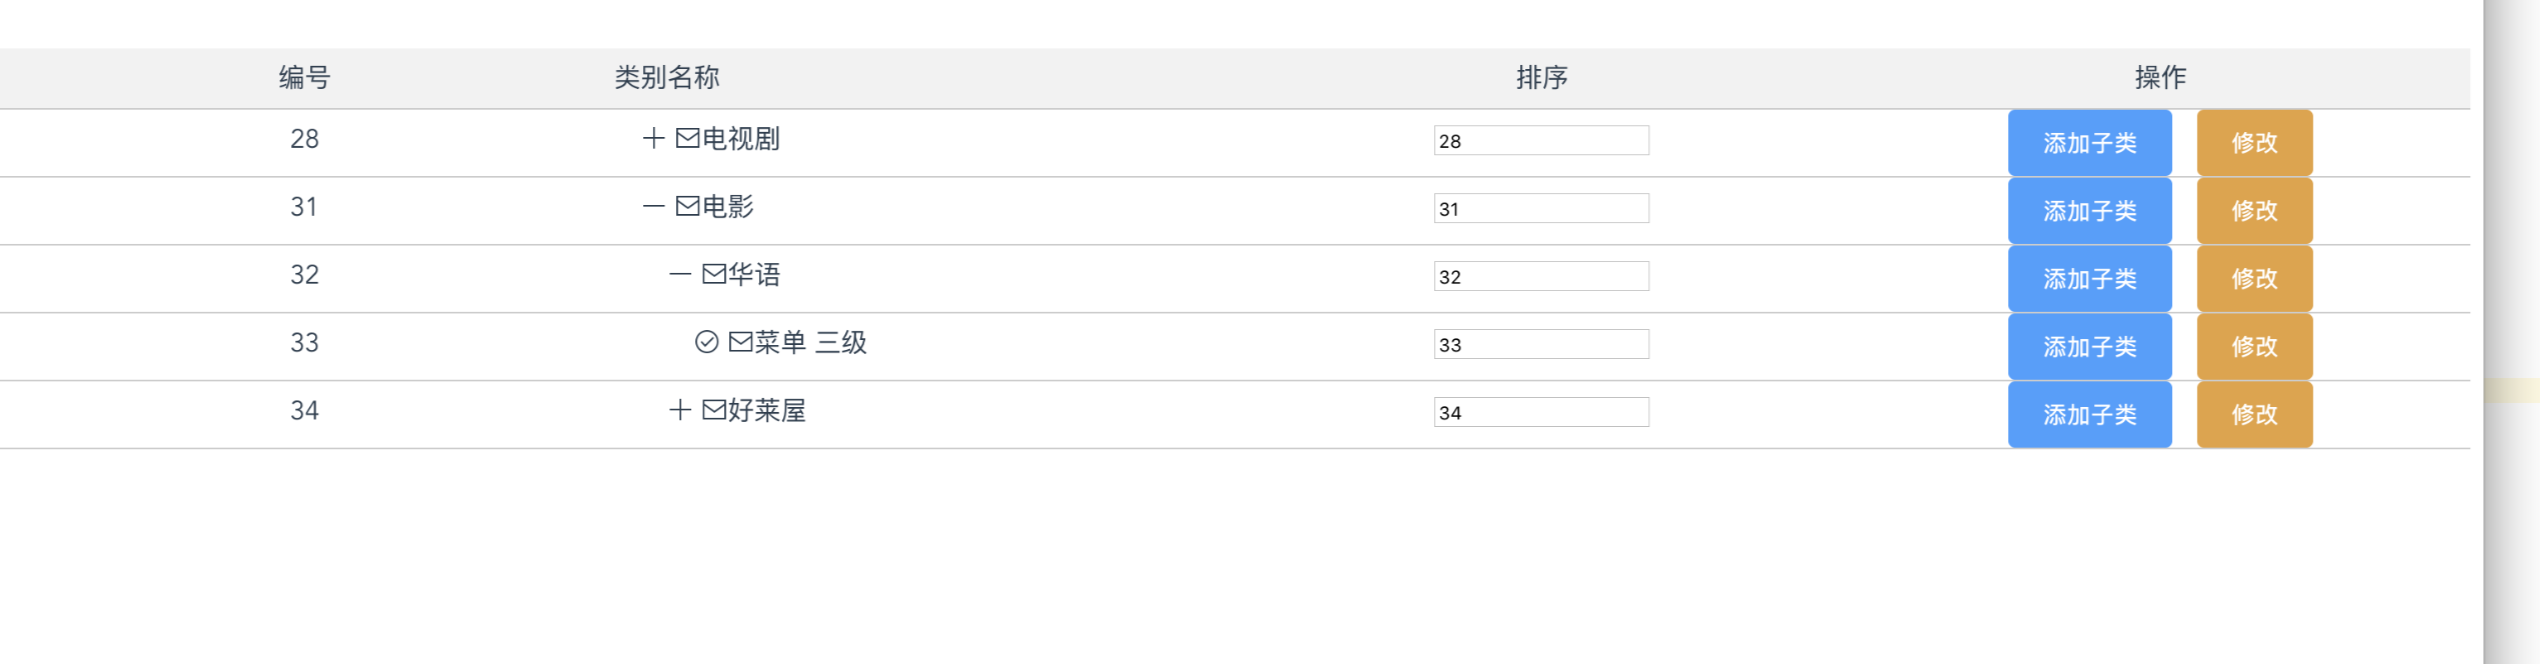 编号 类别名称 排序 操作
28 电视剧 28 添加子类 修改
31 电影 31 添加子类 修改
32 华语 32 添加子类 修改
33 菜单 三级 33 添加子类 修改
34 好莱屋 34 添加子类 修改